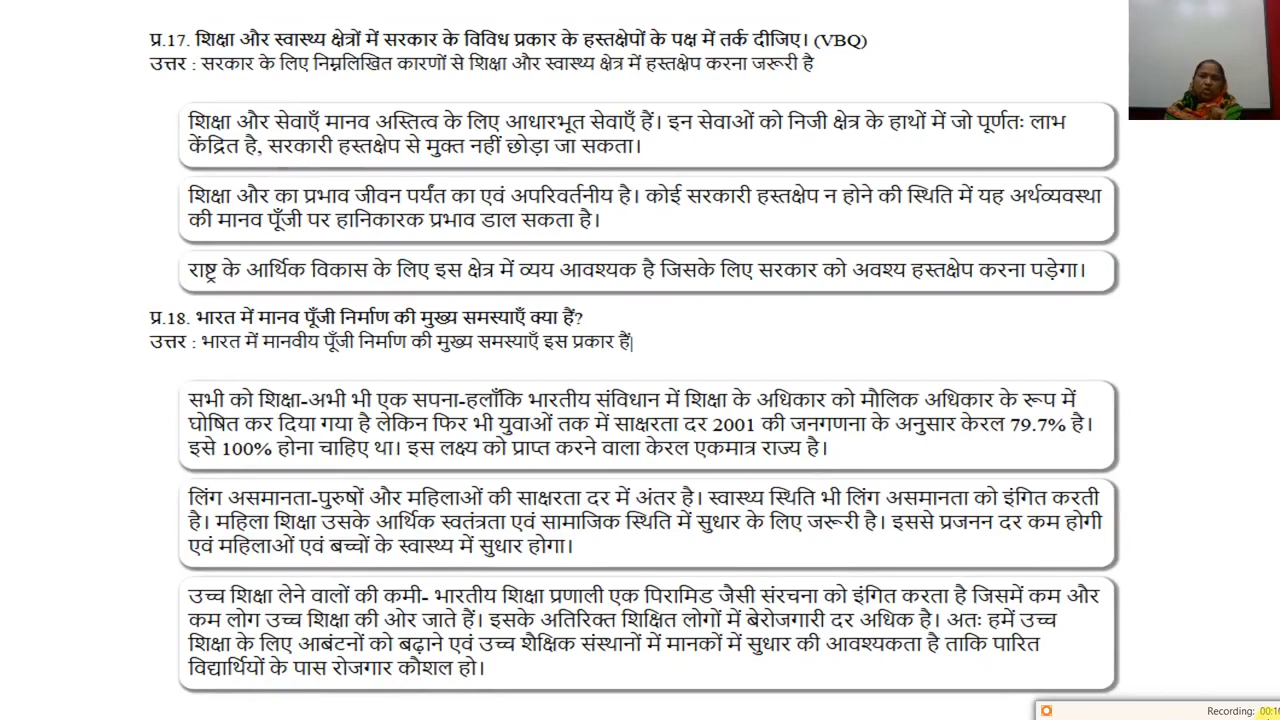 प्र.17. शिक्षा और स्वास्थ्य क्षेत्रों में सरकार के विविध प्रकार के हस्तक्षेपों के पक्ष में तर्क दीजिए। (VBQ)
उत्तर : सरकार के लिए निम्नलिखित कारणों से शिक्षा और स्वास्थ्य क्षेत्र में हस्तक्षेप करना जरूरी है
शिक्षा और सेवाएँ मानव अस्तित्व के लिए आधारभूत सेवाएँ हैं। इन सेवाओं को निजी क्षेत्र के हाथों में जो पूर्णतः लाभ
केंद्रित है, सरकारी हस्तक्षेप से मुक्त नहीं छोड़ा जा सकता।
शिक्षा और का प्रभाव जीवन पर्यंत का एवं अपरिवर्तनीय है। कोई सरकारी हस्तक्षेप न होने की स्थिति में यह अर्थव्यवस्था
की मानव पूँजी पर हानिकारक प्रभाव डाल सकता है।
राष्ट्र के आर्थिक विकास के लिए इस क्षेत्र में व्यय आवश्यक है जिसके लिए सरकार को अवश्य हस्तक्षेप करना पड़ेगा।
प्र.18. भारत में मानव पूँजी निर्माण की मुख्य समस्याएँ क्या हैं?
उत्तर : भारत में मानवीय पूँजी निर्माण की मुख्य समस्याएँ इस प्रकार हैं
सभी को शिक्षा-अभी भी एक सपना-हलाँकि भारतीय संविधान में शिक्षा के अधिकार को मौलिक अधिकार के रूप में
घोषित कर दिया गया है लेकिन फिर भी युवाओं तक में साक्षरता दर 2001 की जनगणना के अनुसार केरल 79.7% है।
इसे 100% होना चाहिए था। इस लक्ष्य को प्राप्त करने वाला केरल एकमात्र राज्य है।
लिंग असमानता-पुरुषों और महिलाओं की साक्षरता दर में अंतर है। स्वास्थ्य स्थिति भी लिंग असमानता को इंगित करती
है। महिला शिक्षा उसके आर्थिक स्वतंत्रता एवं सामाजिक स्थिति में सुधार के लिए जरूरी है। इससे प्रजनन दर कम होगी
एवं महिलाओं एवं बच्चों के स्वास्थ्य में सुधार होगा।
उच्च शिक्षा लेने वालों की कमी- भारतीय शिक्षा प्रणाली एक पिरामिड जैसी संरचना को इंगित करता है जिसमें कम और
कम लोग उच्च शिक्षा की ओर जाते हैं। इसके अतिरिक्त शिक्षित लोगों में बेरोजगारी दर अधिक है। अतः हमें उच्च
शिक्षा के लिए आबंटनों को बढ़ाने एवं उच्च शैक्षिक संस्थानों में मानकों में सुधार की आवश्यकता है ताकि पारित
विद्यार्थियों के पास रोजगार कौशल हो।
Recording: